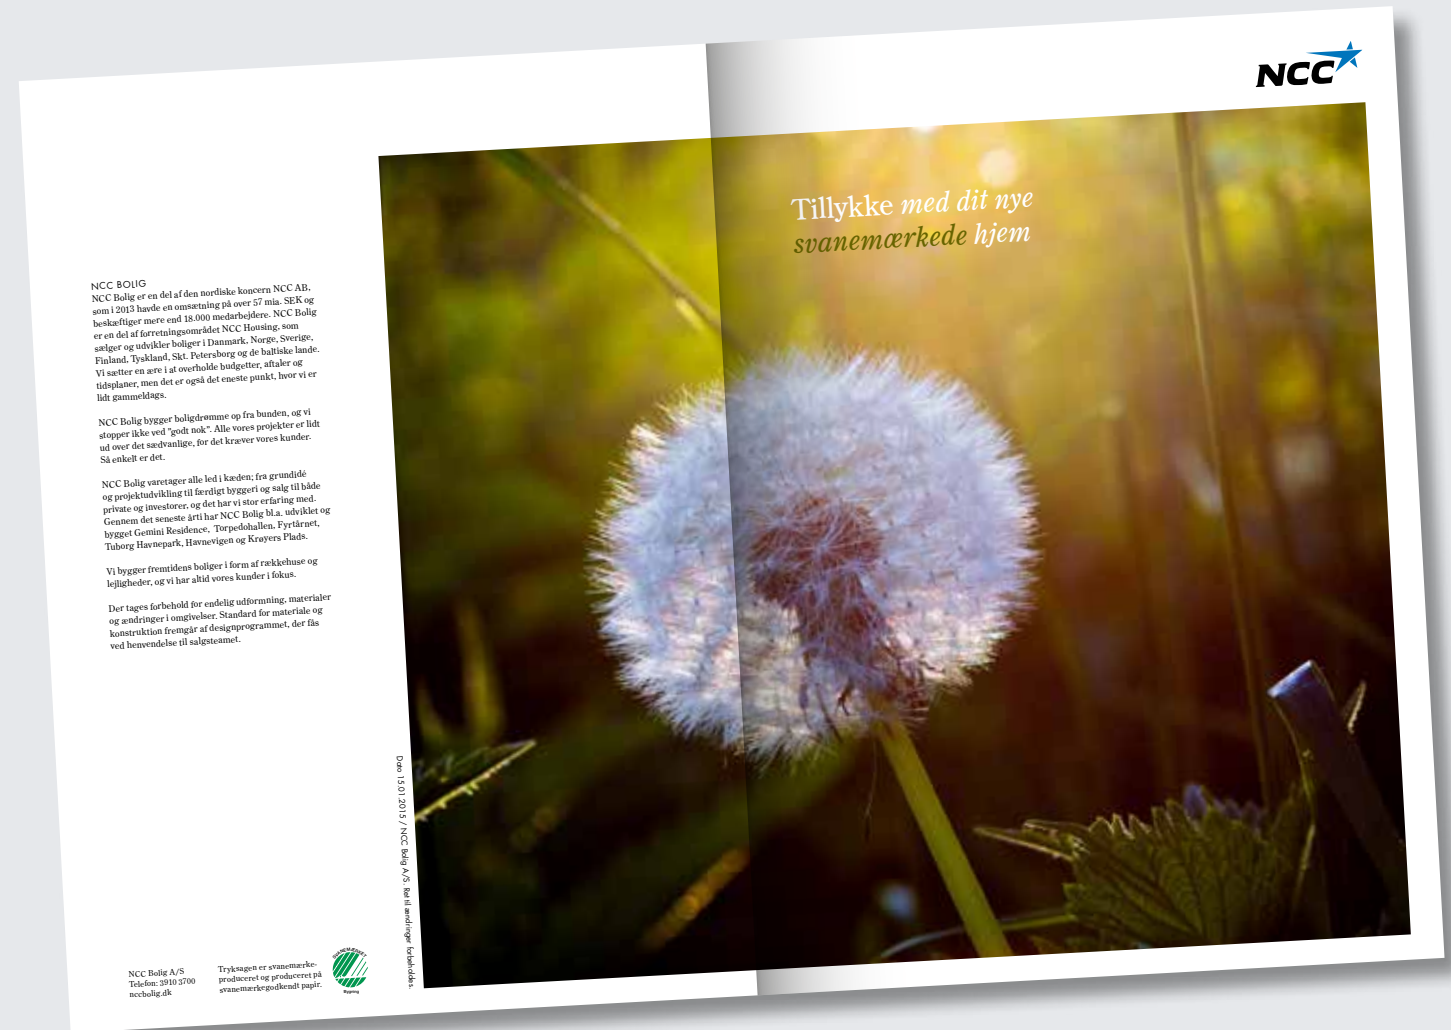 NCC BOLIG
NCC Bolig er en del af den nordiske koncern NCC AB,
som i 2013 havde en omsætning på over 57 mia. SEK og
beskæftiger mere end 18.000 medarbejdere. NCC Bolig
er en del af forretningsområdet NCC Housing, som
sælger og udvikler boliger i Danmark, Norge, Sverige,
Finland, Tyskland, Skt. Petersborg og de baltiske lande.
Vi sætter en ære i at overholde budgetter, aftaler og
tidsplaner, men det er også det eneste punkt, hvor vi er
lidt gammeldags.
NCC Bolig bygger boligdrømme op fra bunden, og vi
stopper ikke ved "godt nok". Alle vores projekter er lidt
ud over det sædvanlige, for det kræver vores kunder.
Så enkelt er det.
NCC Bolig varetager alle led i kæden; fra grundidé
og projektudvikling til færdigt byggeri og salg til både
private og investorer, og det har vi stor erfaring med.
Gennem det seneste årti har NCC Bolig bl.a. udviklet og
bygget Gemini Residence, Torpedohallen, Fyrtårnet,
Tuborg Havnepark, Havnevigen og Krøyers Plads.
Vi bygger fremtidens boliger i form af rækkehuse og
lejligheder, og vi har altid vores kunder i fokus.
Der tages forbehold for endelig udformning, materialer
og ændringer i omgivelser. Standard for materiale og
konstruktion fremgår af designprogrammet, der fås
ved henvendelse til salgsteamet.
NCC Bolig A/S
Telefon: 3910 3700
nccbolig.dk
Tryksagen er svanemærke-
produceret og produceret på
svanemærkegodkendt papir.
SVANEMÆRKET
Bygning
Dato 15.01.2015 / NCC Bolig A/S. Ret til ændringer forbeholdes.
NCC
Tillykke med dit nye
svanemærkede hjem